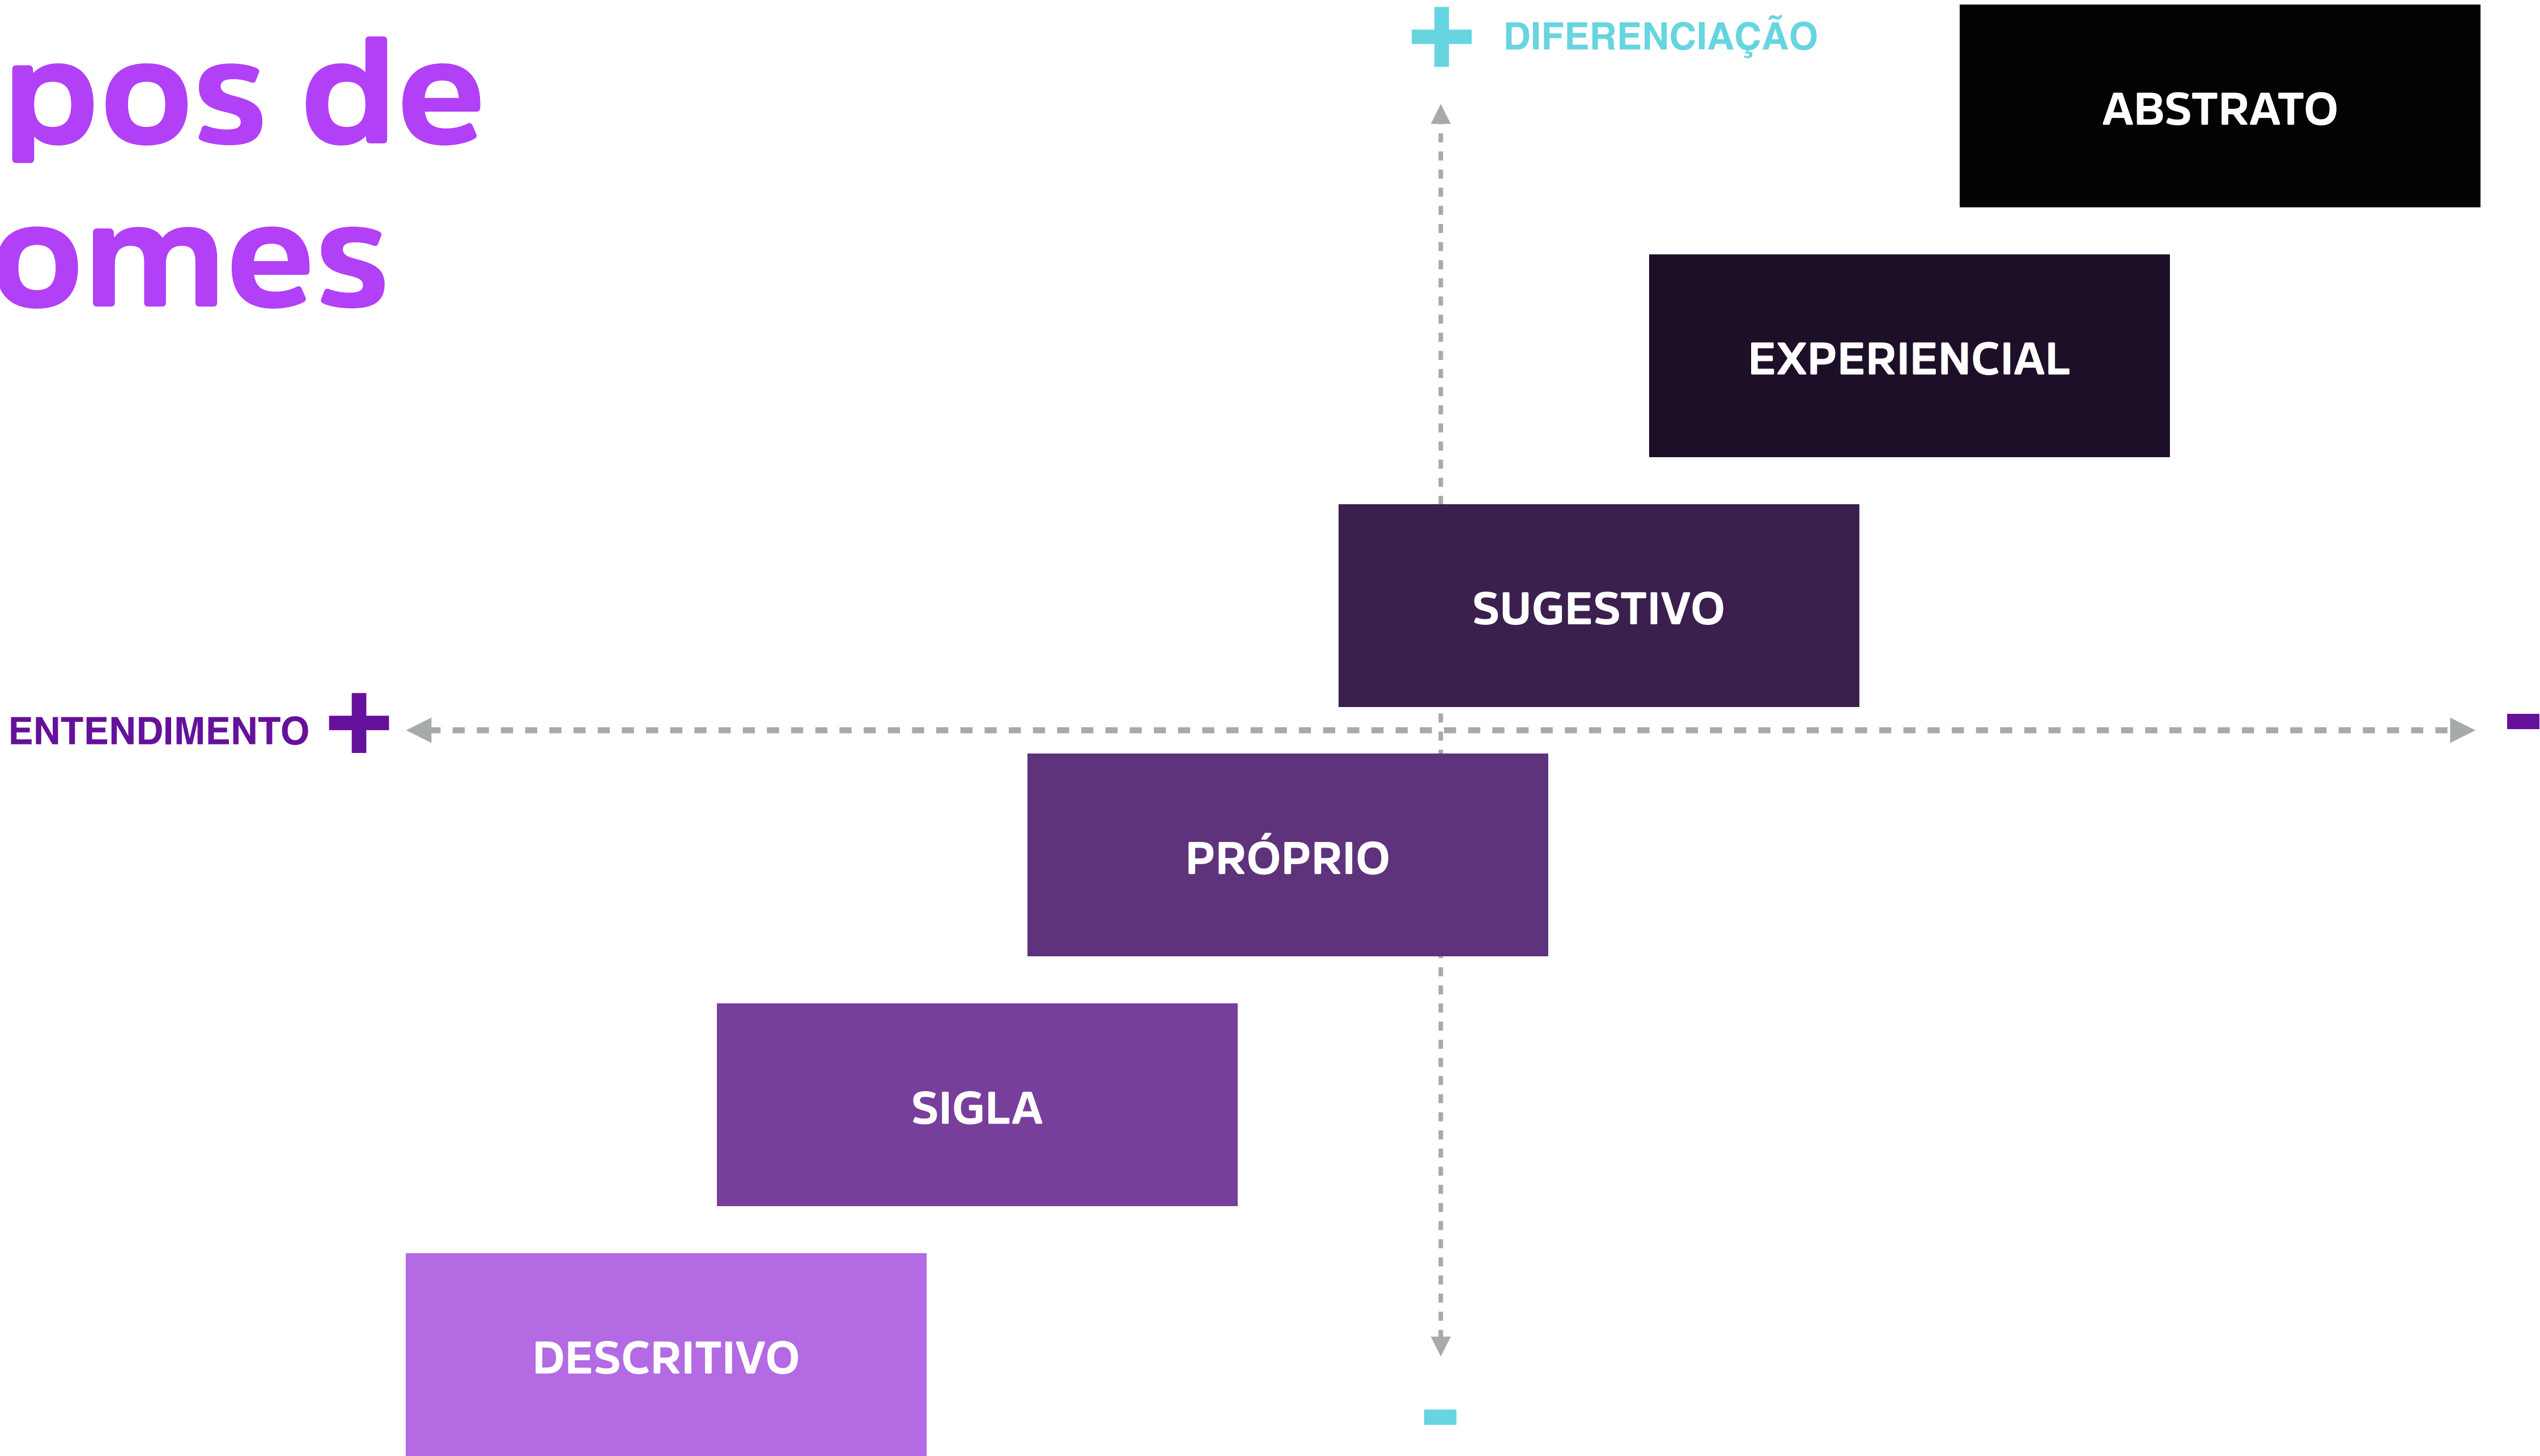 pos de
omes
+ DIFERENCIAÇÃO
ABSTRATO
EXPERIENCIAL
SUGESTIVO
ENTENDIMENTO +
-
PRÓPRIO
SIGLA
DESCRITIVO
-